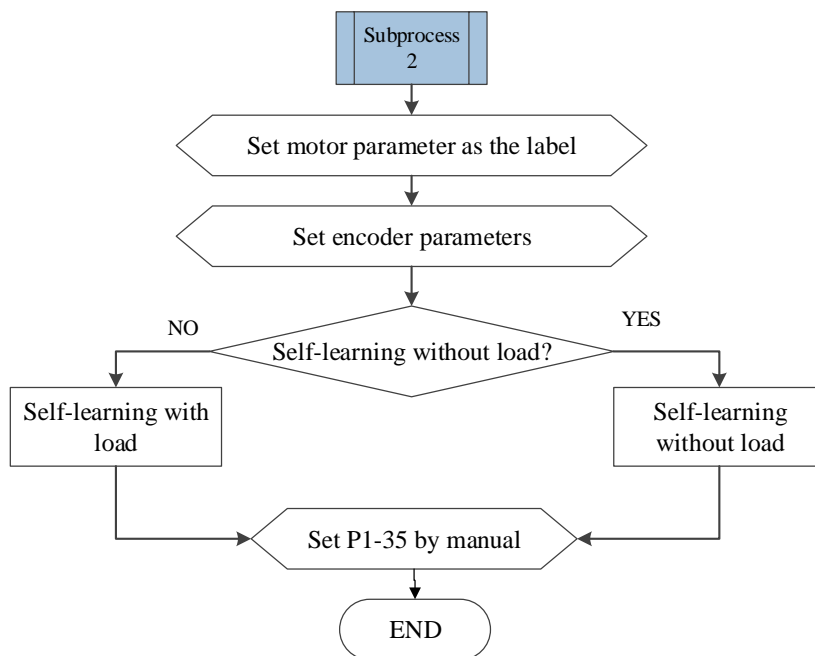 Subprocess
2
Set motor parameter as the label
Set encoder parameters
NO
YES
Self-learning without load?
Self-learning with
load
Self-learning
without load
Set P1-35 by manual
END